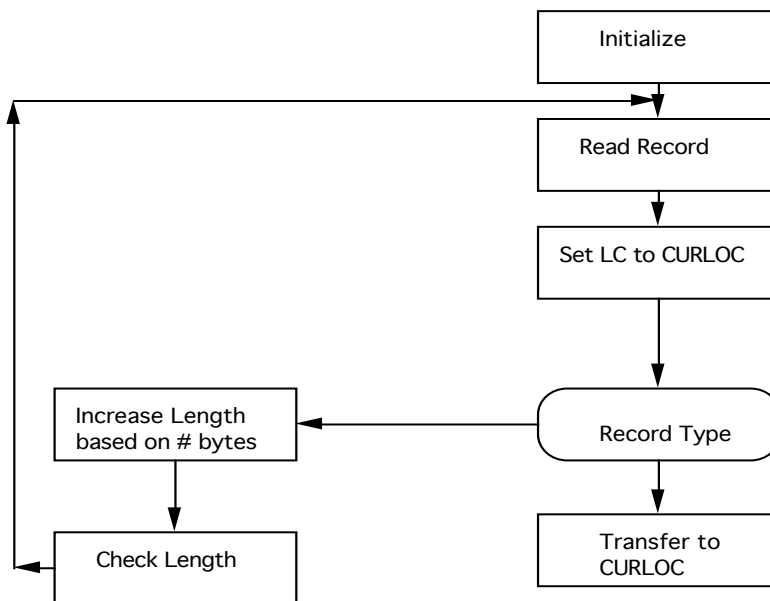 Initialize
Read Record
Set LC to CURLOC
Record Type
Increase Length
based on # bytes
Check Length
Transfer to
CURLOC